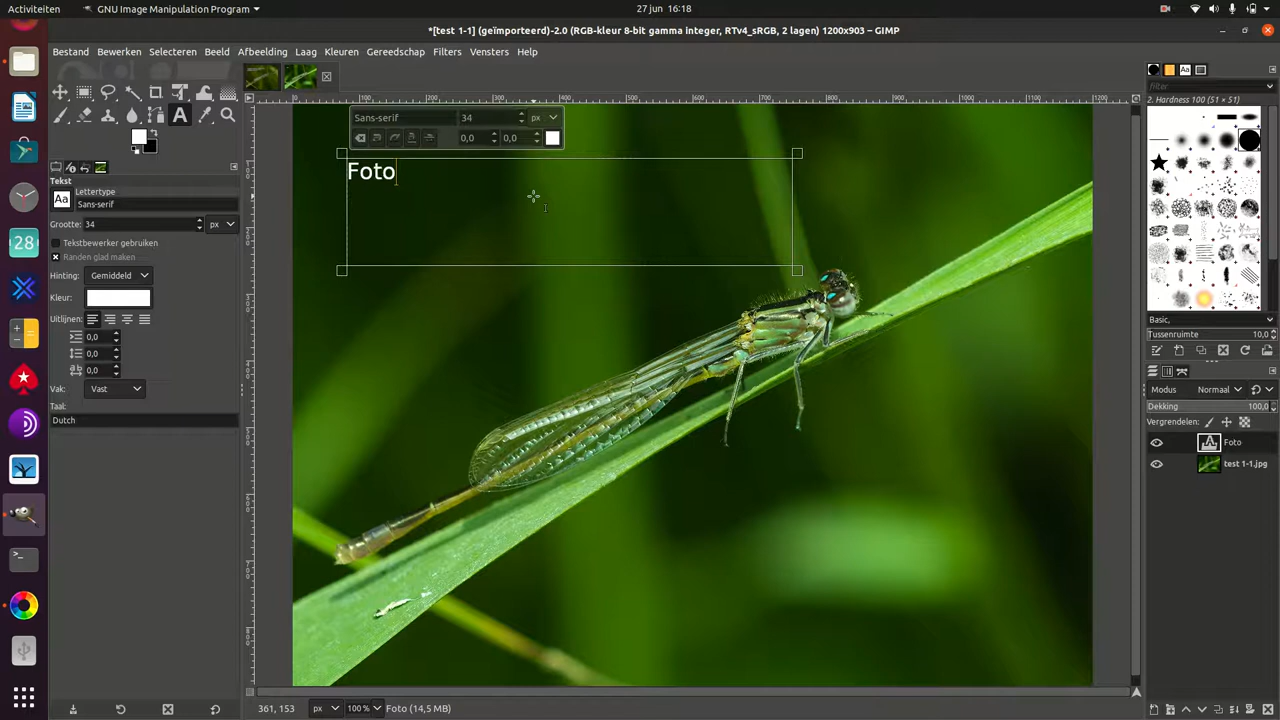 Activiteiten
GNU Image Manipulation Program
27 jun 16:18
*[test 1-1] (geïmporteerd)-2.0 (RGB-kleur 8-bit gamma integer, RTv4_sRGB, 2 lagen) 1200x903 – GIMP
Bestand Bewerken Selecteren Beeld Afbeelding Laag Kleuren Gereedschap Filters Vensters Help
Sans-serif 34 px
0,0 0,0
Foto
28
Tekst
Lettertype
Aa Sans-serif
Grootte: 34 px
Tekstbewerker gebruiken
Randen glad maken
Hinting: Gemiddeld
Kleur:
Uitlijnen:
0,0
0,0
0,0
Vak: Vast
Taal:
Dutch
filter
2. Hardness 100 (51 × 51)
Basic,
Tussenruimte 10,0
Modus Normaal
Dekking 100,0
Vergrendelen:
Foto
test 1-1.jpg
361, 153 px 100 % Foto (14,5 MB)